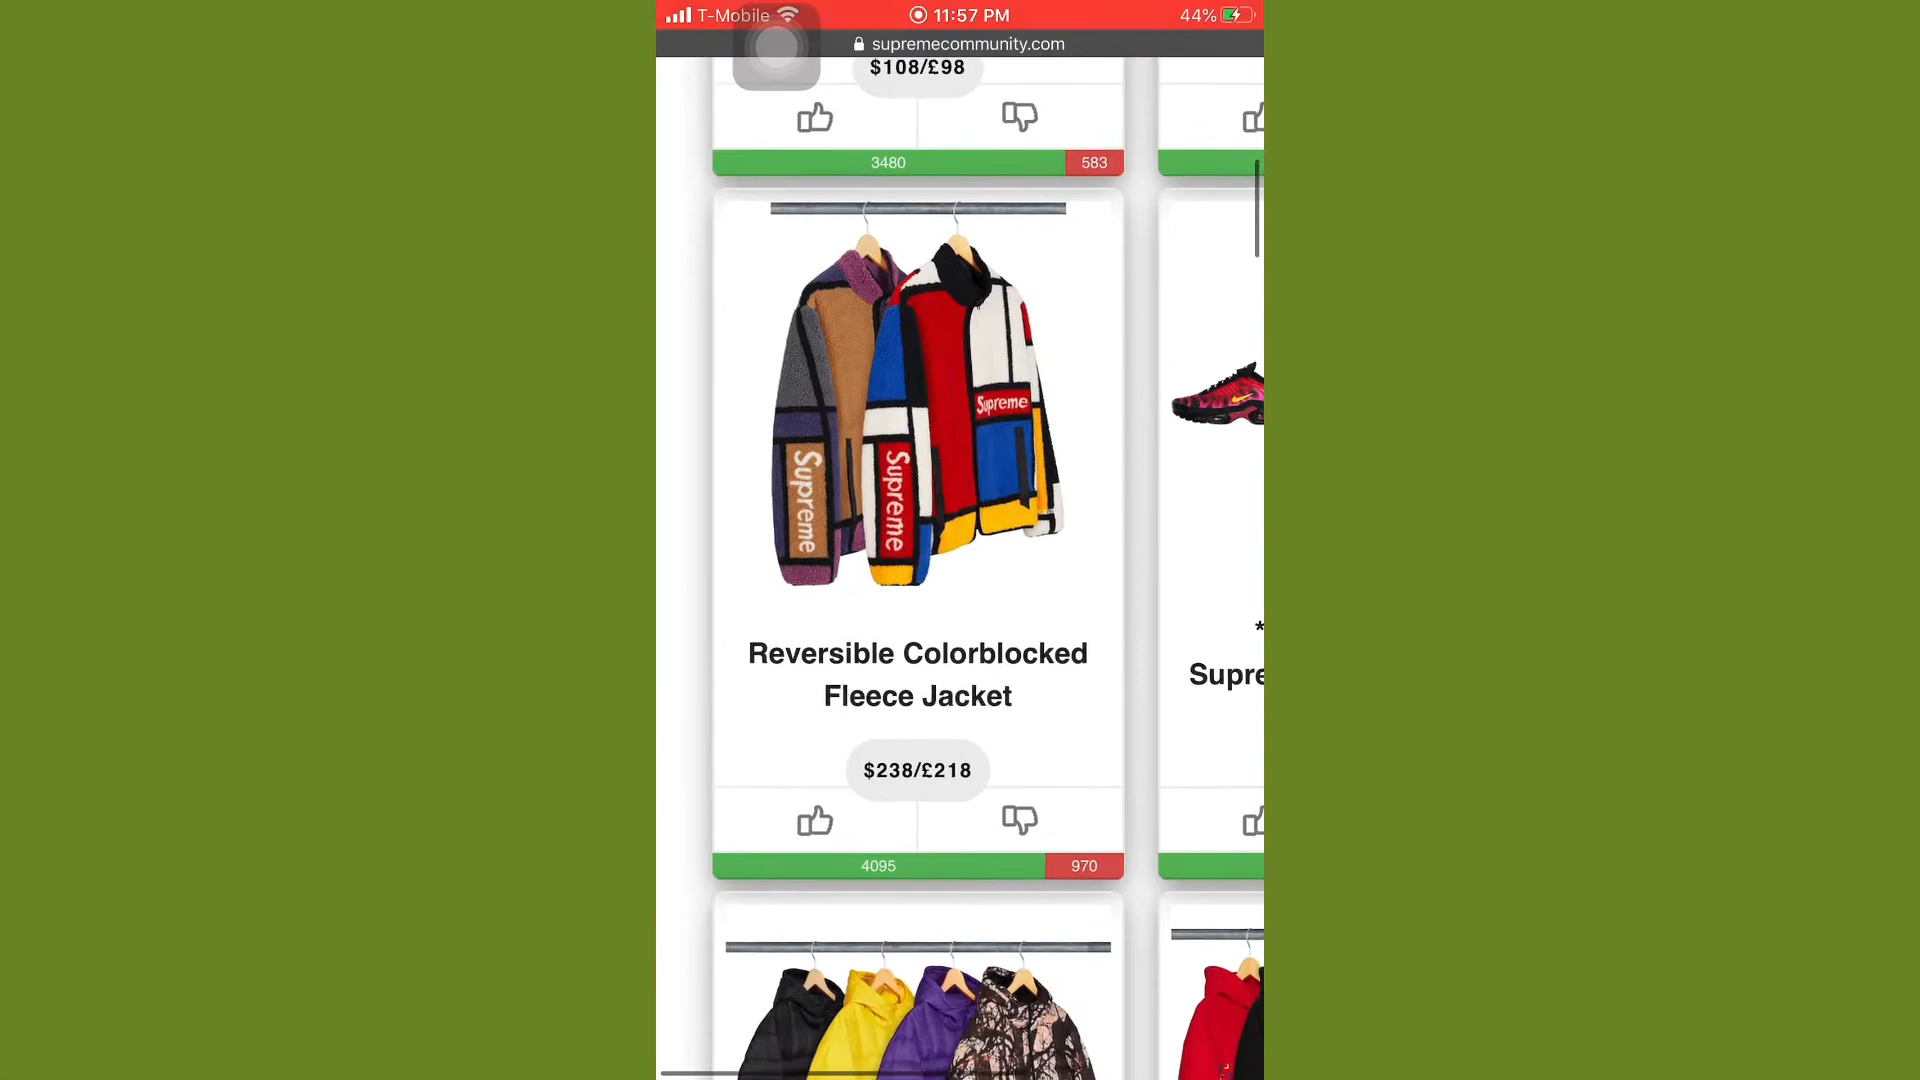 T-Mobile 11:57 PM 44%
supremecommunity.com
$108/£98
3480 583
Supreme
Supreme
Supreme
Reversible Colorblocked
Fleece Jacket
$238/£218
4095 970
*
Supre